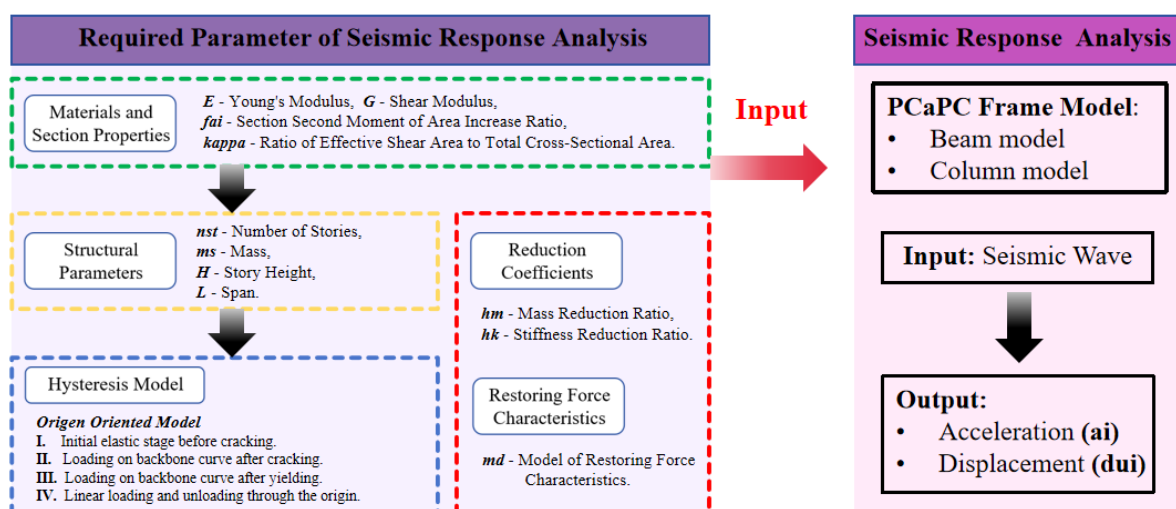 Required Parameter of Seismic Response Analysis
Materials and
Section Properties
E - Young's Modulus, G - Shear Modulus,
fai - Section Second Moment of Area Increase Ratio,
kappa - Ratio of Effective Shear Area to Total Cross-Sectional Area.
Structural
Parameters
nst - Number of Stories,
ms - Mass,
H - Story Height,
L - Span.
Reduction
Coefficients
hm - Mass Reduction Ratio,
hk - Stiffness Reduction Ratio.
Hysteresis Model
Origen Oriented Model
I. Initial elastic stage before cracking.
II. Loading on backbone curve after cracking.
III. Loading on backbone curve after yielding.
IV. Linear loading and unloading through the origin.
Restoring Force
Characteristics
md - Model of Restoring Force
Characteristics.
Input
Seismic Response Analysis
PCaPC Frame Model:
• Beam model
• Column model
Input: Seismic Wave
Output:
• Acceleration (ai)
• Displacement (dui)